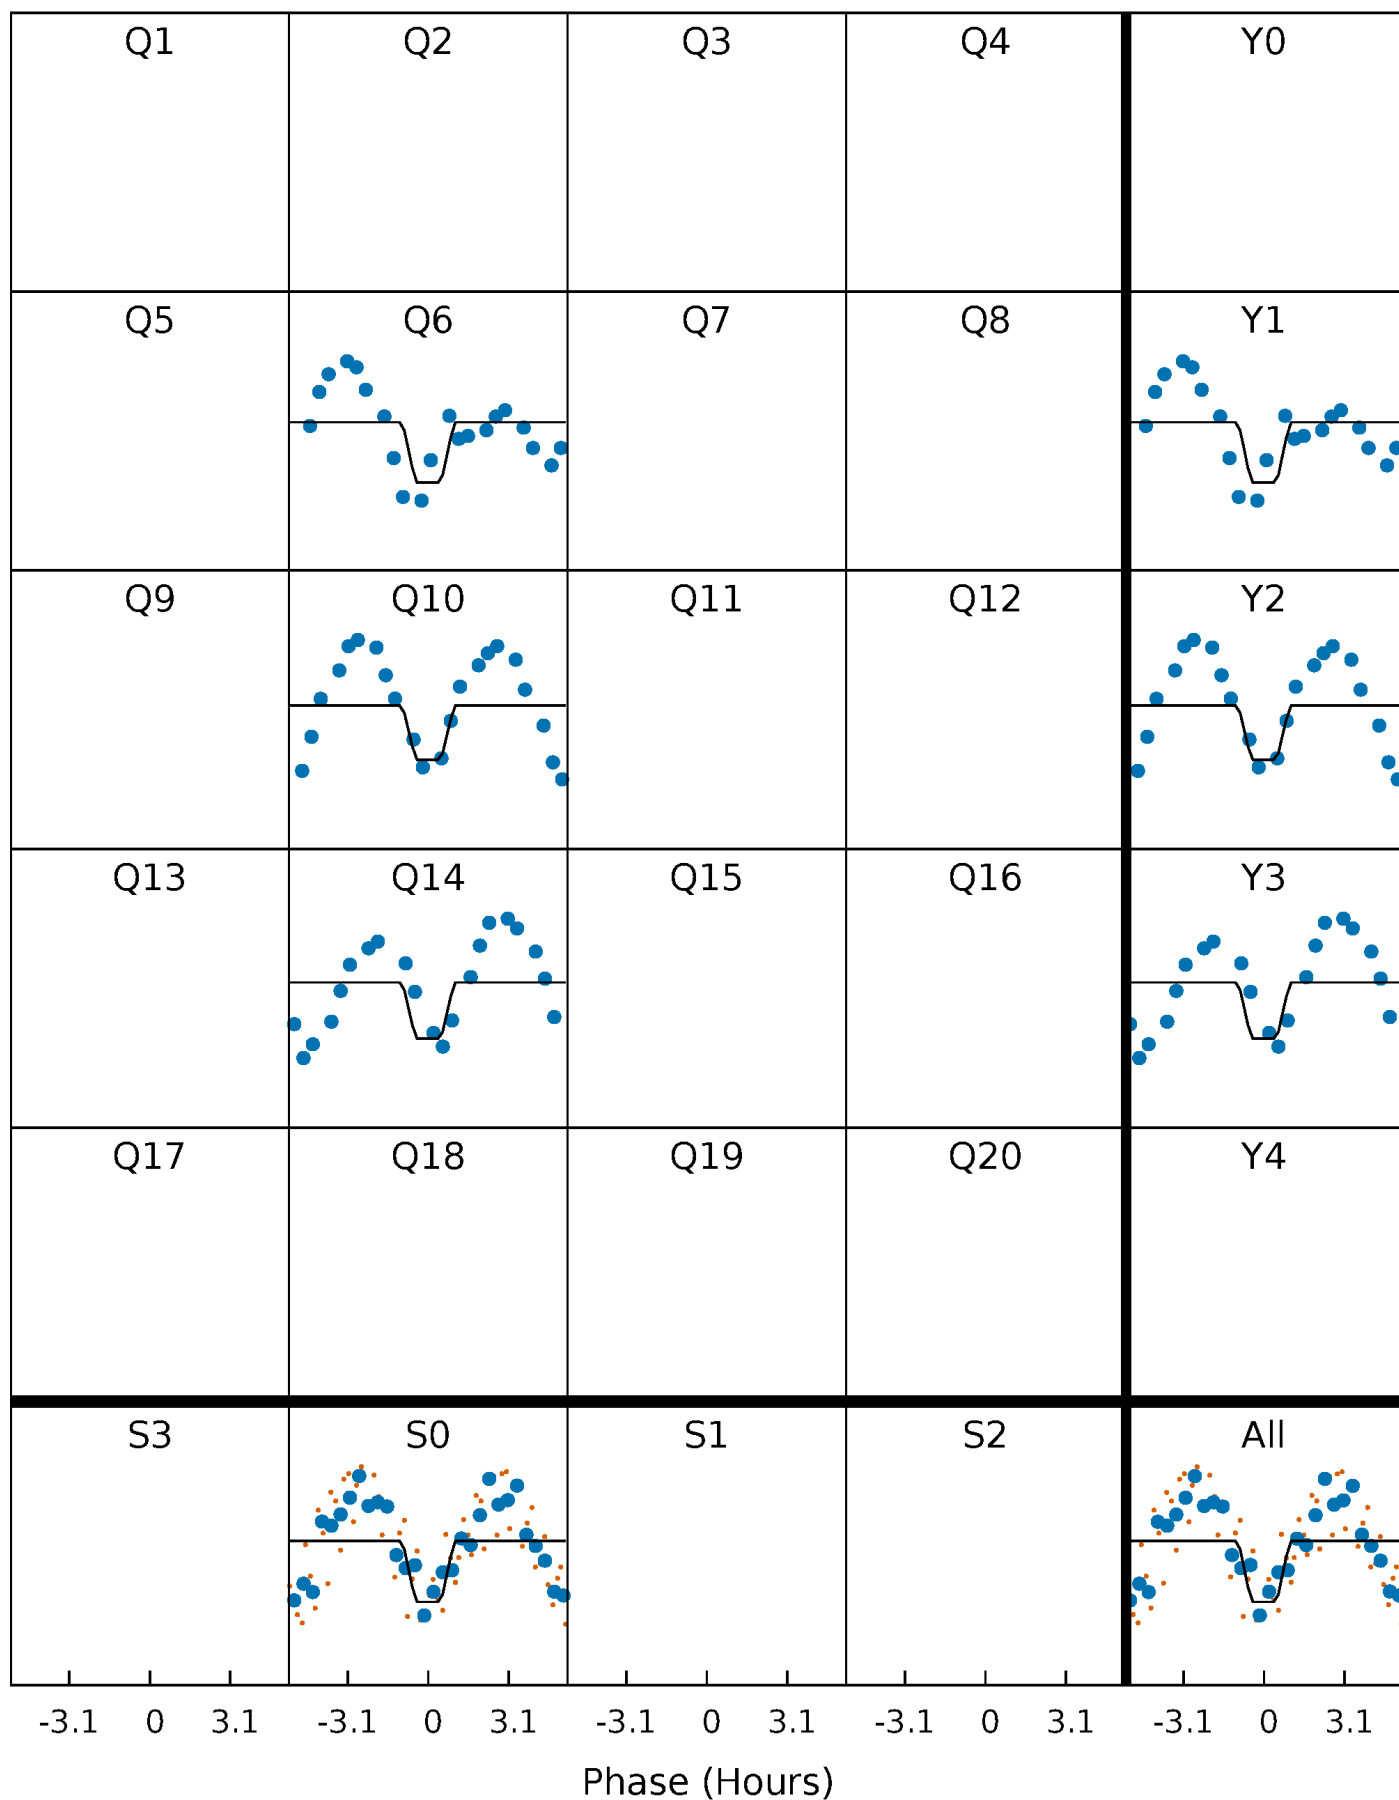 Q1 Q2 Q3 Q4 Y0
Q5 Q6 Q7 Q8 Y1
Q9 Q10 Q11 Q12 Y2
Q13 Q14 Q15 Q16 Y3
Q17 Q18 Q19 Q20 Y4
S3 S0 S1 S2 All
-3.1 0 3.1 -3.1 0 3.1 -3.1 0 3.1 -3.1 0 3.1 -3.1 0 3.1
Phase (Hours)